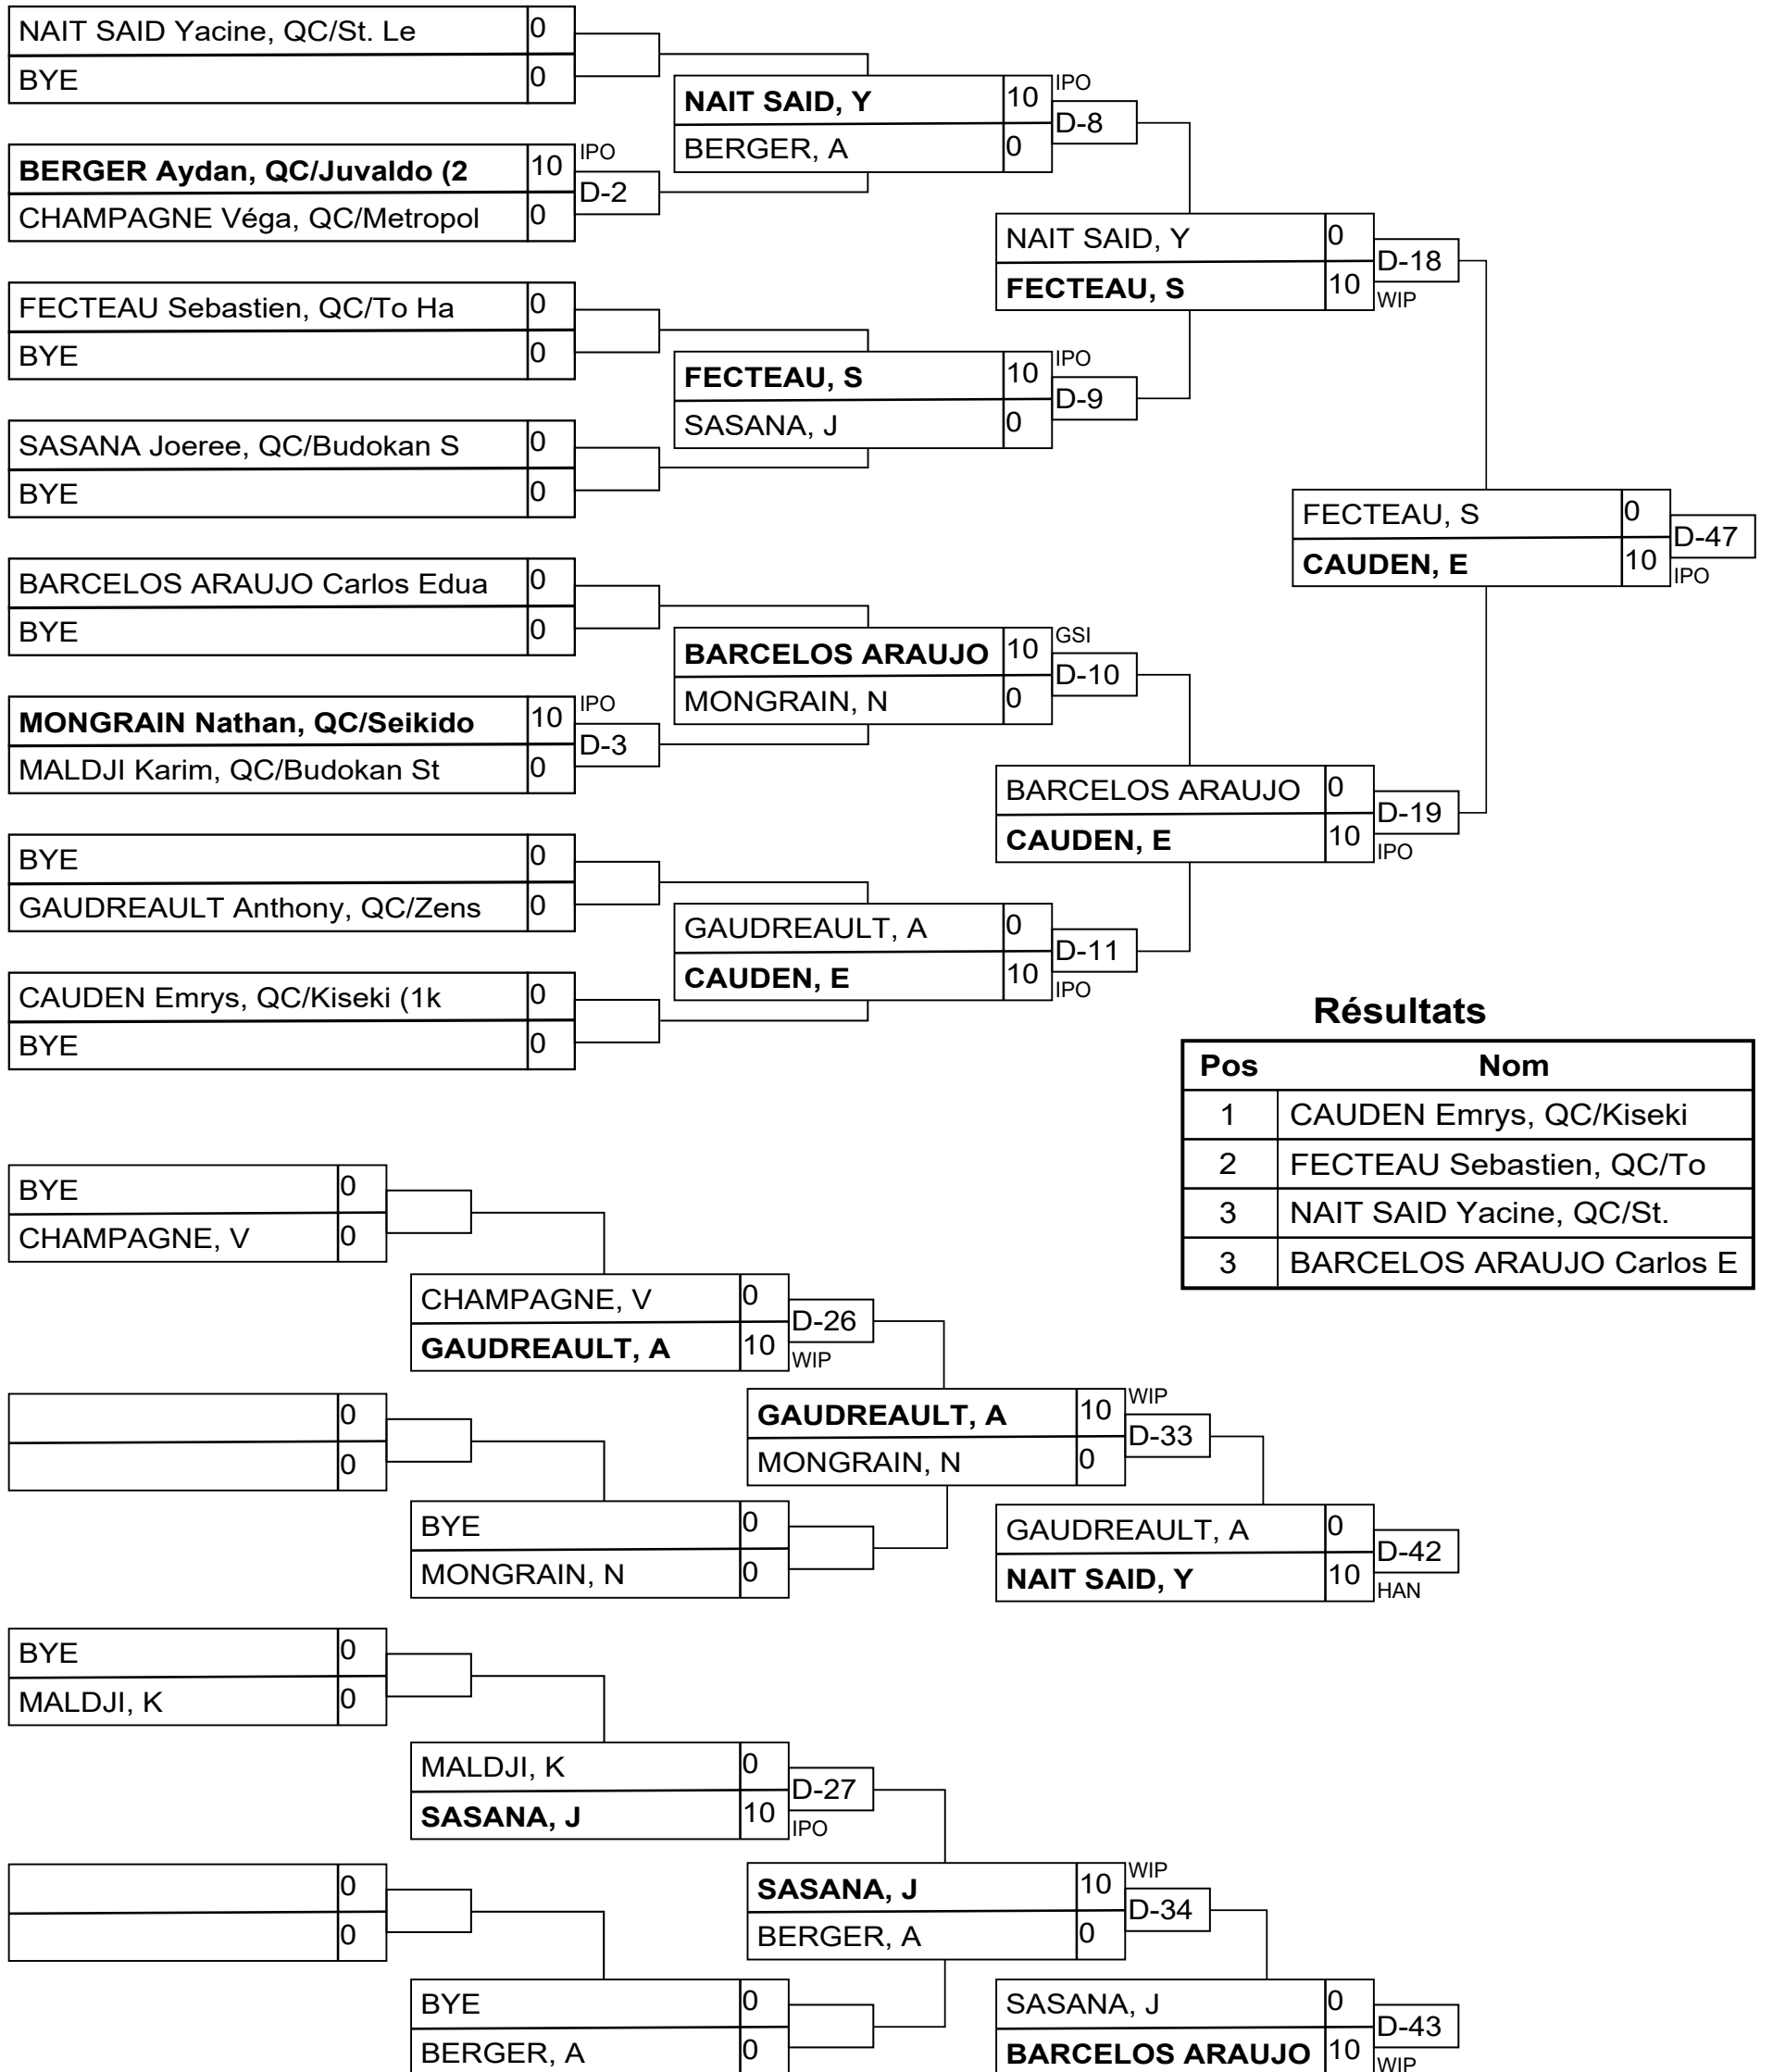 NAIT SAID Yacine, QC/St. Le 0
BYE 0
BERGER Aydan, QC/Juvaldo (2 10 IPO
D-2
CHAMPAGNE Véga, QC/Metropol 0
FECTEAU Sebastien, QC/To Ha 0
BYE 0
SASANA Joeree, QC/Budokan S 0
BYE 0
BARCELOS ARAUJO Carlos Edua 0
BYE 0
MONGRAIN Nathan, QC/Seikido 10 IPO
D-3
MALDJI Karim, QC/Budokan St 0
BYE 0
GAUDREAULT Anthony, QC/Zens 0
CAUDEN Emrys, QC/Kiseki (1k 0
BYE 0
NAIT SAID, Y 10 IPO
D-8
BERGER, A 0
FECTEAU, S 10 IPO
D-9
SASANA, J 0
BARCELOS ARAUJO 10 GSI
D-10
MONGRAIN, N 0
GAUDREAULT, A 0
D-11
CAUDEN, E 10 IPO
NAIT SAID, Y 0
D-18
FECTEAU, S 10 WIP
BARCELOS ARAUJO 0
D-19
CAUDEN, E 10 IPO
FECTEAU, S 0
D-47
CAUDEN, E 10 IPO
Résultats
Pos Nom
1 CAUDEN Emrys, QC/Kiseki
2 FECTEAU Sebastien, QC/To
3 NAIT SAID Yacine, QC/St.
3 BARCELOS ARAUJO Carlos E
BYE 0
CHAMPAGNE, V 0
CHAMPAGNE, V 0
D-26
GAUDREAULT, A 10 WIP
0
0
BYE 0
MONGRAIN, N 0
GAUDREAULT, A 10 WIP
D-33
MONGRAIN, N 0
GAUDREAULT, A 0
D-42
NAIT SAID, Y 10 HAN
BYE 0
MALDJI, K 0
MALDJI, K 0
D-27
SASANA, J 10 IPO
0
0
BYE 0
BERGER, A 0
SASANA, J 10 WIP
D-34
BERGER, A 0
SASANA, J 0
D-43
BARCELOS ARAUJO 10 WIP